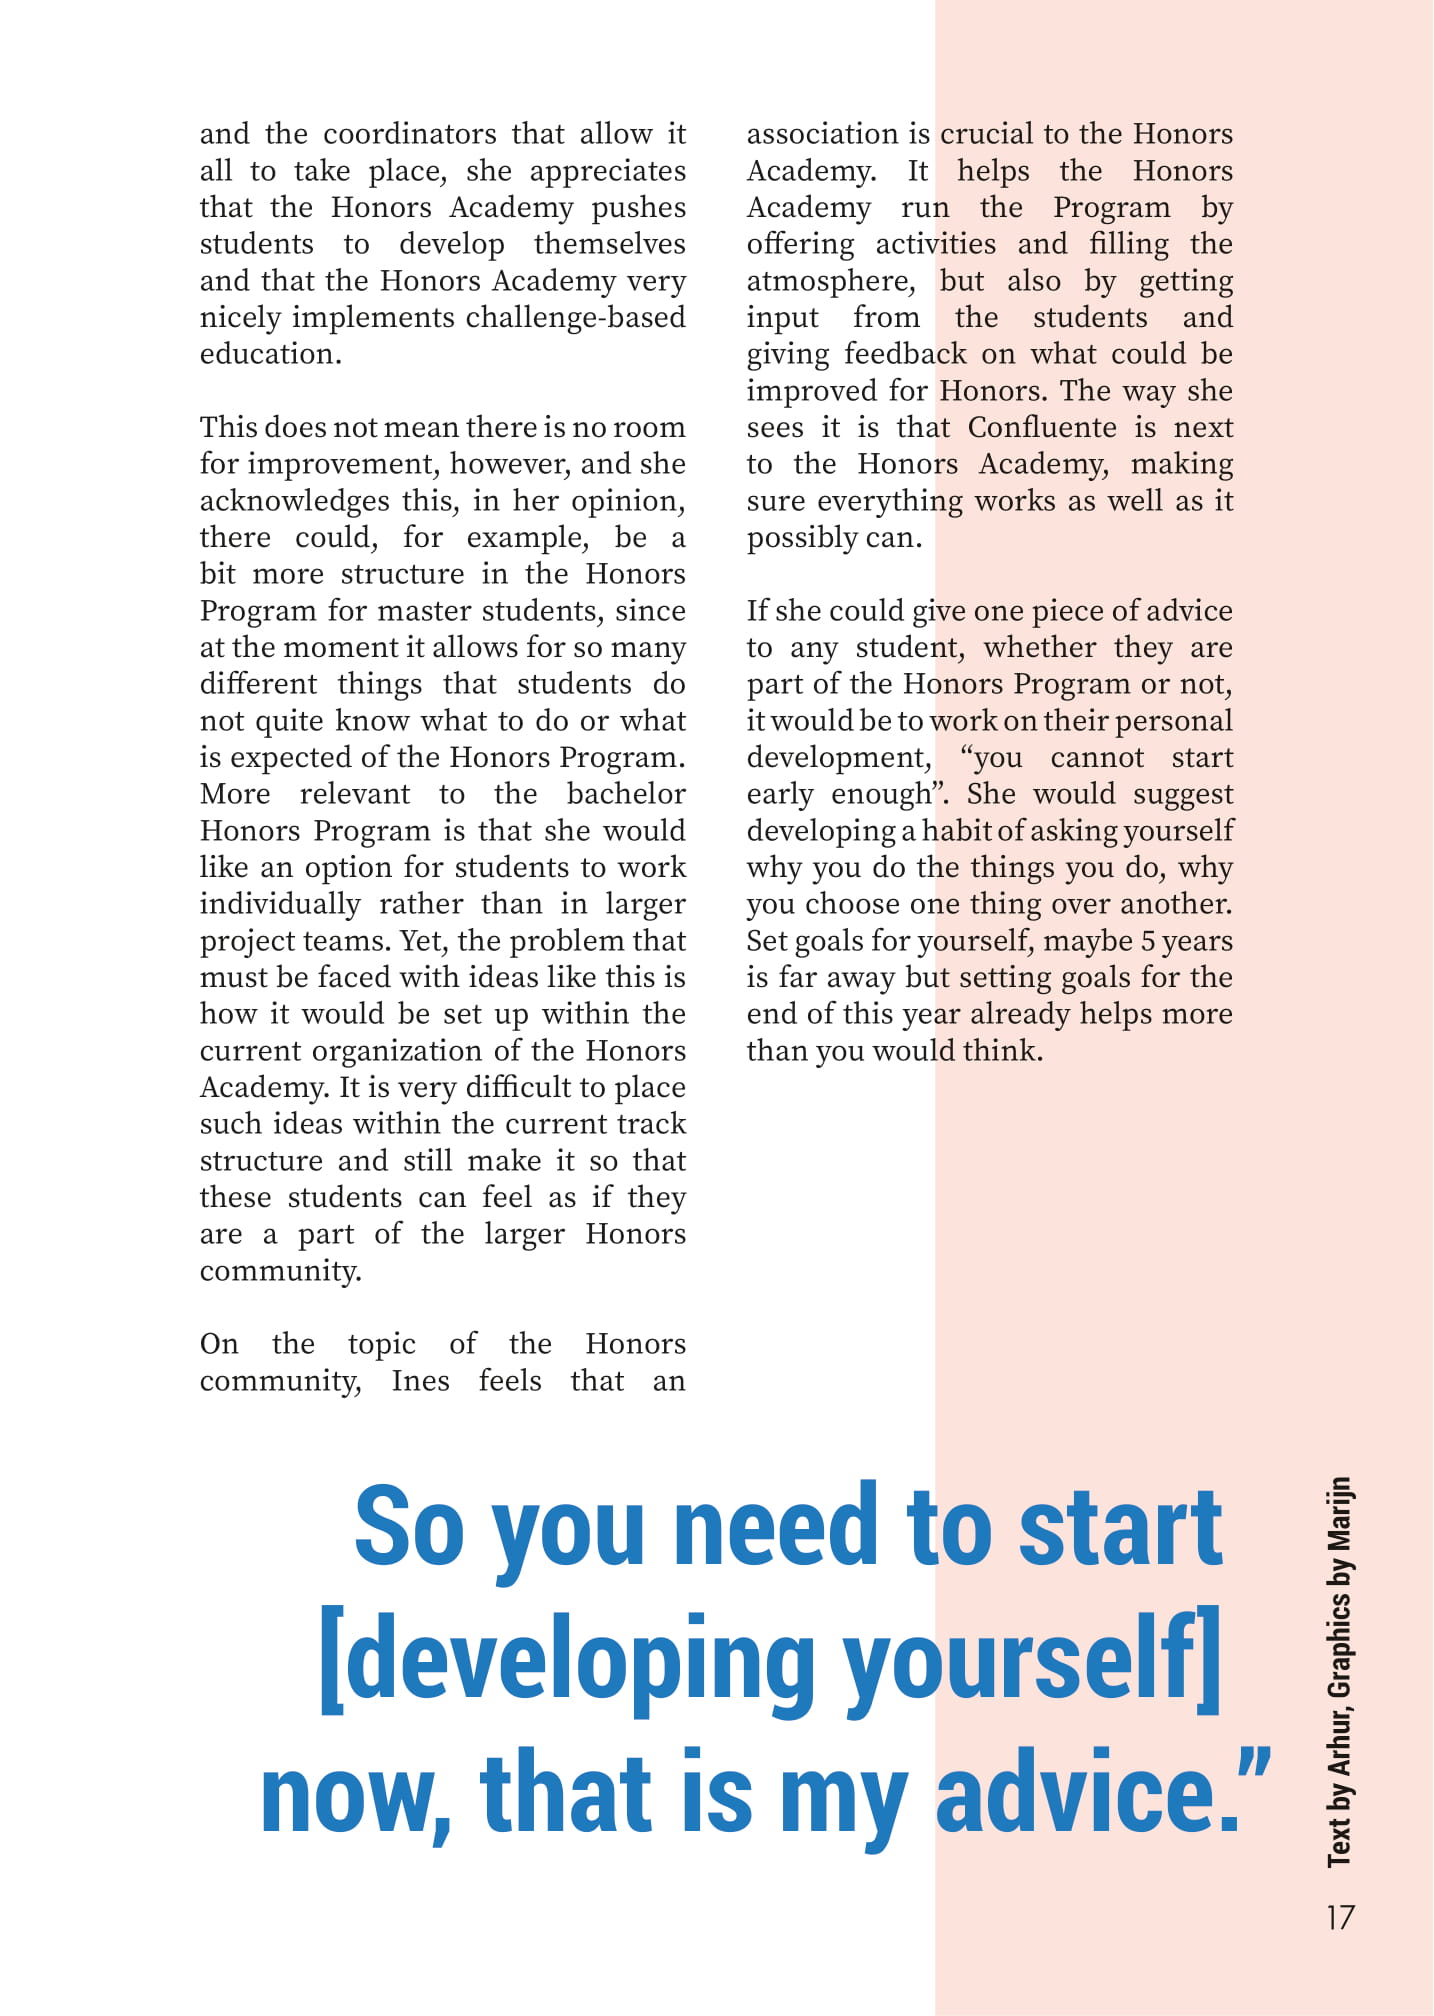 and the coordinators that allow it
all to take place, she appreciates
that the Honors Academy pushes
students to develop themselves
and that the Honors Academy very
nicely implements challenge-based
education.
This does not mean there is no room
for improvement, however, and she
acknowledges this, in her opinion,
there could, for example, be a
bit more structure in the Honors
Program for master students, since
at the moment it allows for so many
different things that students do
not quite know what to do or what
is expected of the Honors Program.
More relevant to the bachelor
Honors Program is that she would
like an option for students to work
individually rather than in larger
project teams. Yet, the problem that
must be faced with ideas like this is
how it would be set up within the
current organization of the Honors
Academy. It is very difficult to place
such ideas within the current track
structure and still make it so that
these students can feel as if they
are a part of the larger Honors
community.
On the topic of the Honors
community, Ines feels that an
association is crucial to the Honors
Academy. It helps the Honors
Academy run the Program by
offering activities and filling the
atmosphere, but also by getting
input from the students and
giving feedback on what could be
improved for Honors. The way she
sees it is that Confluente is next
to the Honors Academy, making
sure everything works as well as it
possibly can.
If she could give one piece of advice
to any student, whether they are
part of the Honors Program or not,
it would be to work on their personal
development, “you cannot start
early enough”. She would suggest
developing a habit of asking yourself
why you do the things you do, why
you choose one thing over another.
Set goals for yourself, maybe 5 years
is far away but setting goals for the
end of this year already helps more
than you would think.
So you need to start
[developing yourself]
now, that is my advice.”
Text by Arhur, Graphics by Marijn
17